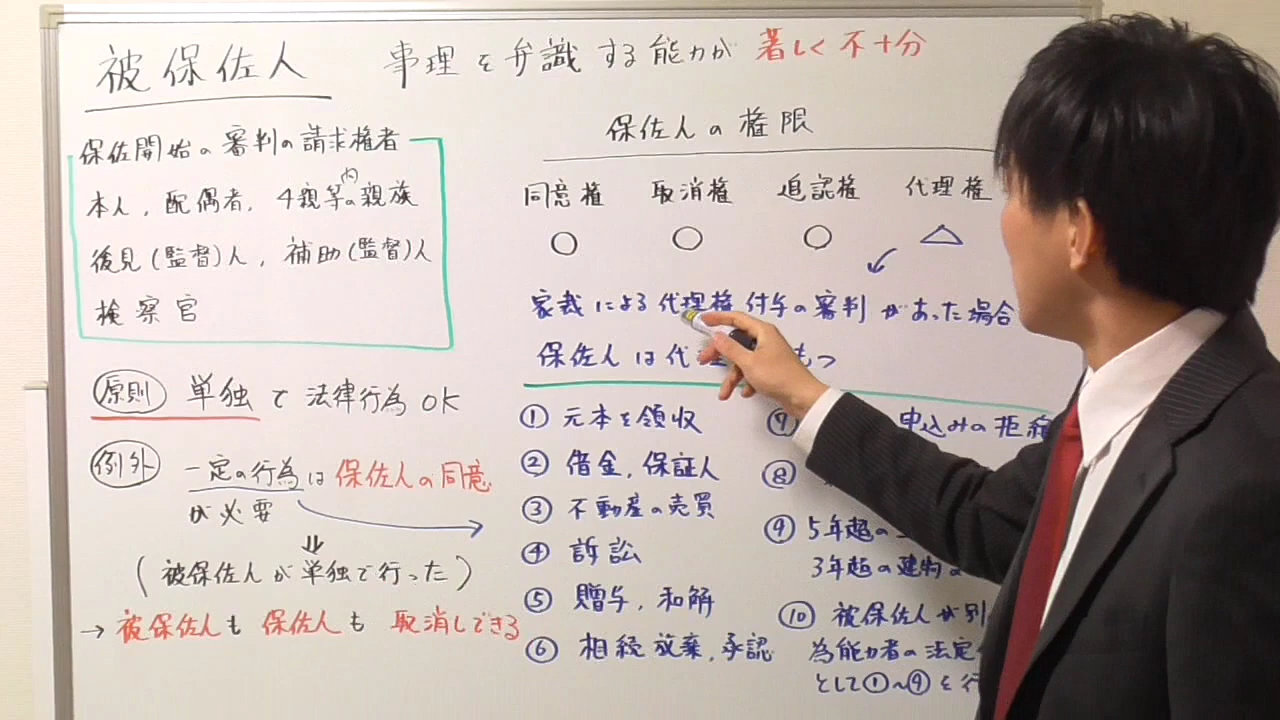 被保佐人 事理を弁識する能力が著しく不十分
保佐開始の審判の請求権者
本人, 配偶者, 4親等内の親族
後見(監督)人, 補助(監督)人
検察官
原則 単独で法律行為OK
例外 一定の行為は保佐人の同意
が必要
⇓
(被保佐人が単独で行った)
→ 被保佐人も保佐人も取消しできる
保佐人の権限
同意権 取消権 追認権 代理権
○ ○ ○ △
家裁による代理権付与の審判があった場合
保佐人は代 もつ
① 元本を領収
② 借金, 保証人
③ 不動産の売買
④ 訴訟
⑤ 贈与, 和解
⑥ 相続放棄, 承認
⑦ 申込みの拒絶
⑧
⑨ 5年超の
3年超の建物
⑩ 被保佐人が
為能力者の法定
として①~⑨を